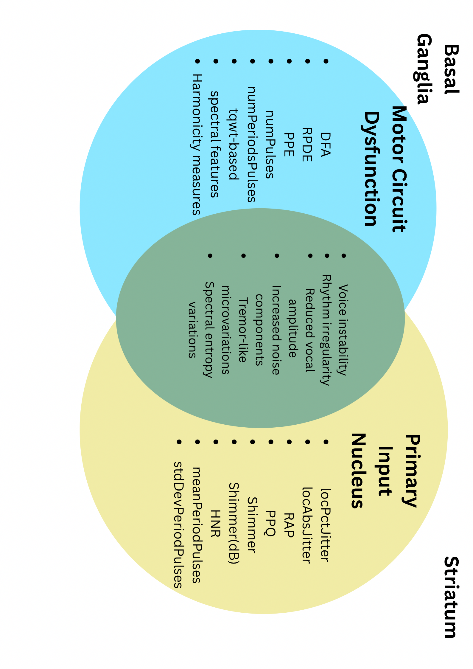 Basal
Ganglia
Motor Circuit
Dysfunction
• DFA
• RPDE
• PPE
• numPulses
• numPeriodsPulses
• tqwt-based
• spectral features
• Harmonicity measures
• Voice instability
• Rhythm irregularity
• Reduced vocal
amplitude
• Increased noise
components
• Tremor-like
microvariations
• Spectral entropy
variations
Striatum
Primary
Input
Nucleus
• locPctJitter
• locAbsJitter
• RAP
• PPQ
• Shimmer
• Shimmer(dB)
• HNR
• meanPeriodPulses
• stdDevPeriodPulses